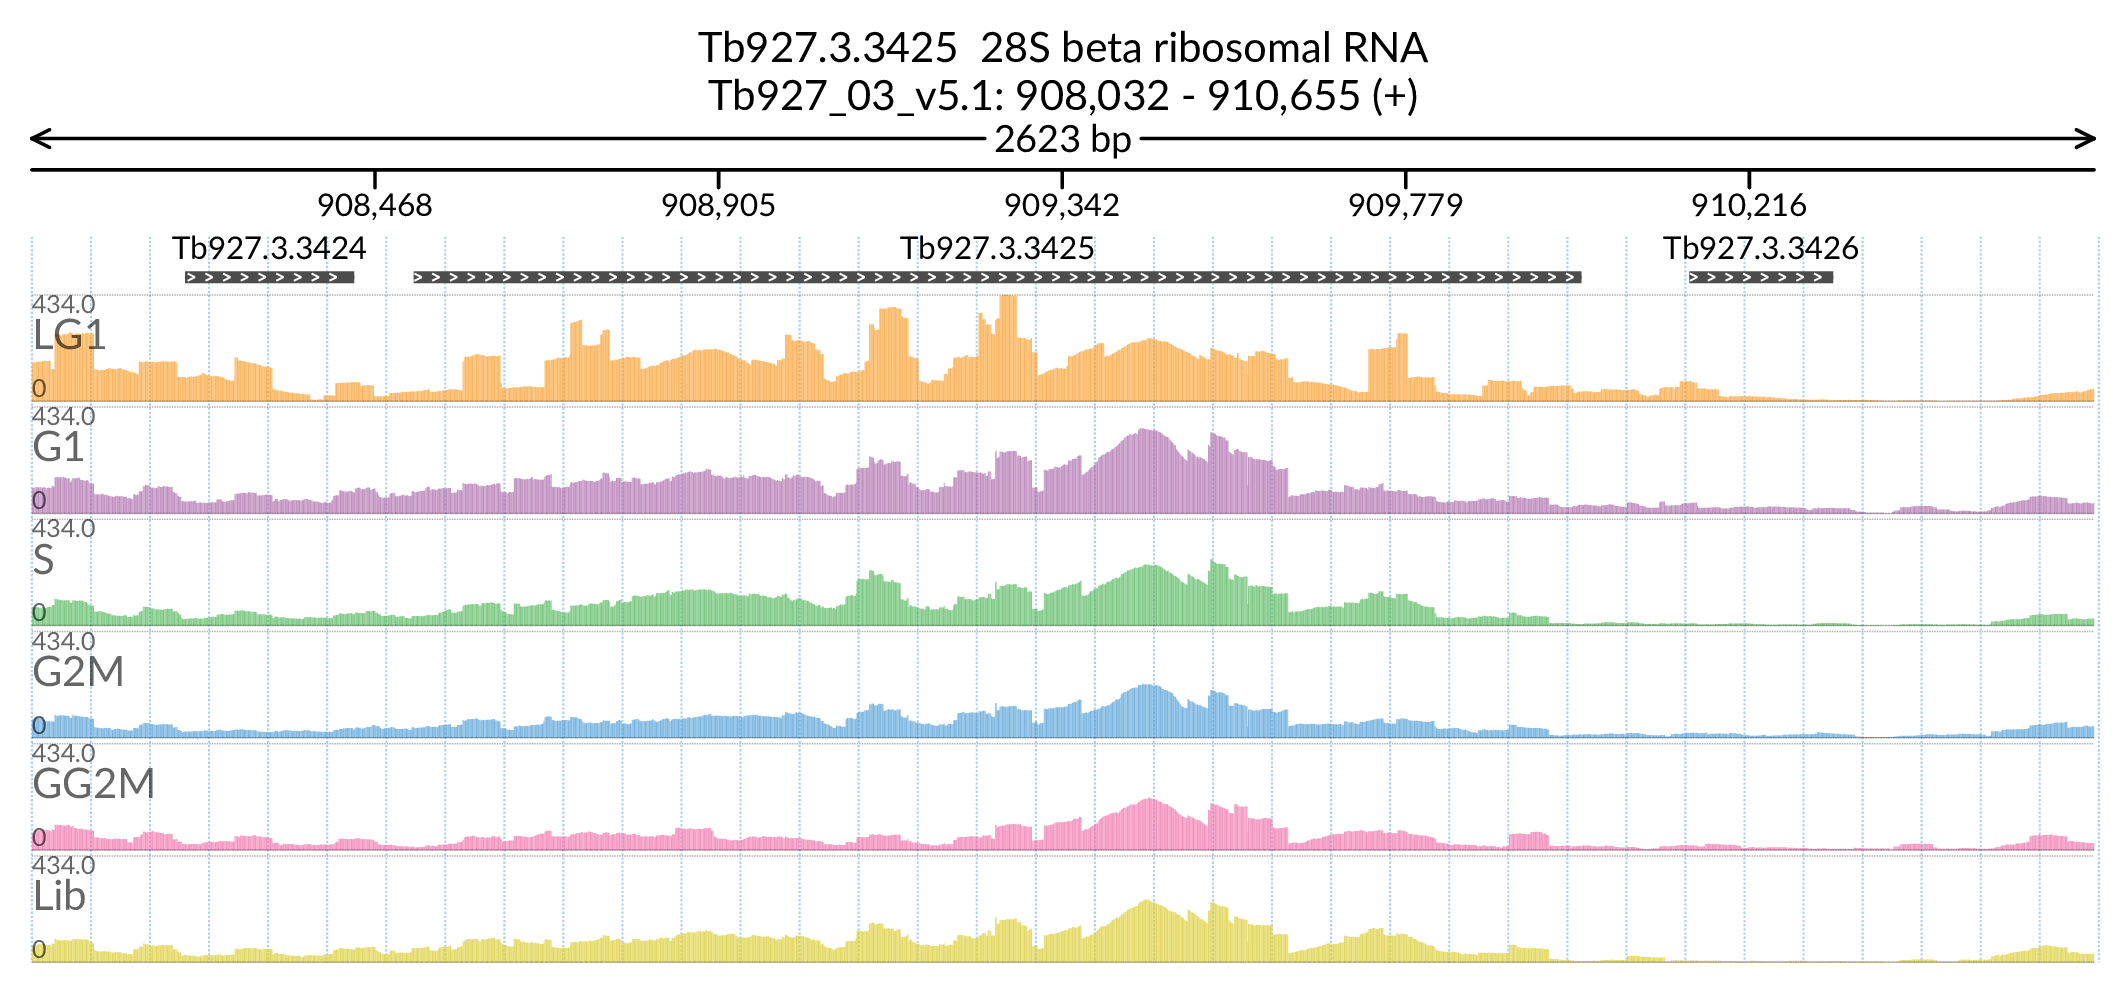 Tb927.3.3425  28S beta ribosomal RNA
Tb927_03_v5.1: 908,032 - 910,655 (+)
2623 bp
908,468 908,905 909,342 909,779 910,216
Tb927.3.3424 Tb927.3.3425 Tb927.3.3426
434.0
LG1
0
434.0
G1
0
434.0
S
0
434.0
G2M
0
434.0
GG2M
0
434.0
Lib
0